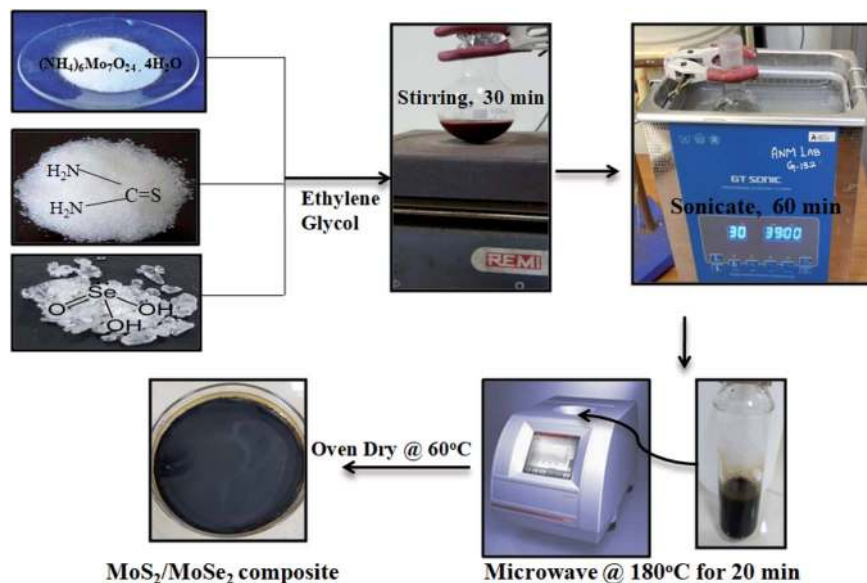 (NH₄)₆Mo₇O₂₄ . 4H₂O
H₂N
C=S
H₂N
Se
O
OH
OH
Ethylene
Glycol
Stirring, 30 min
REMI
ANM LAB
G-132
GT SONIC
Sonicate, 60 min
30 3900
Oven Dry @ 60°C
MoS₂/MoSe₂ composite
Microwave @ 180°C for 20 min